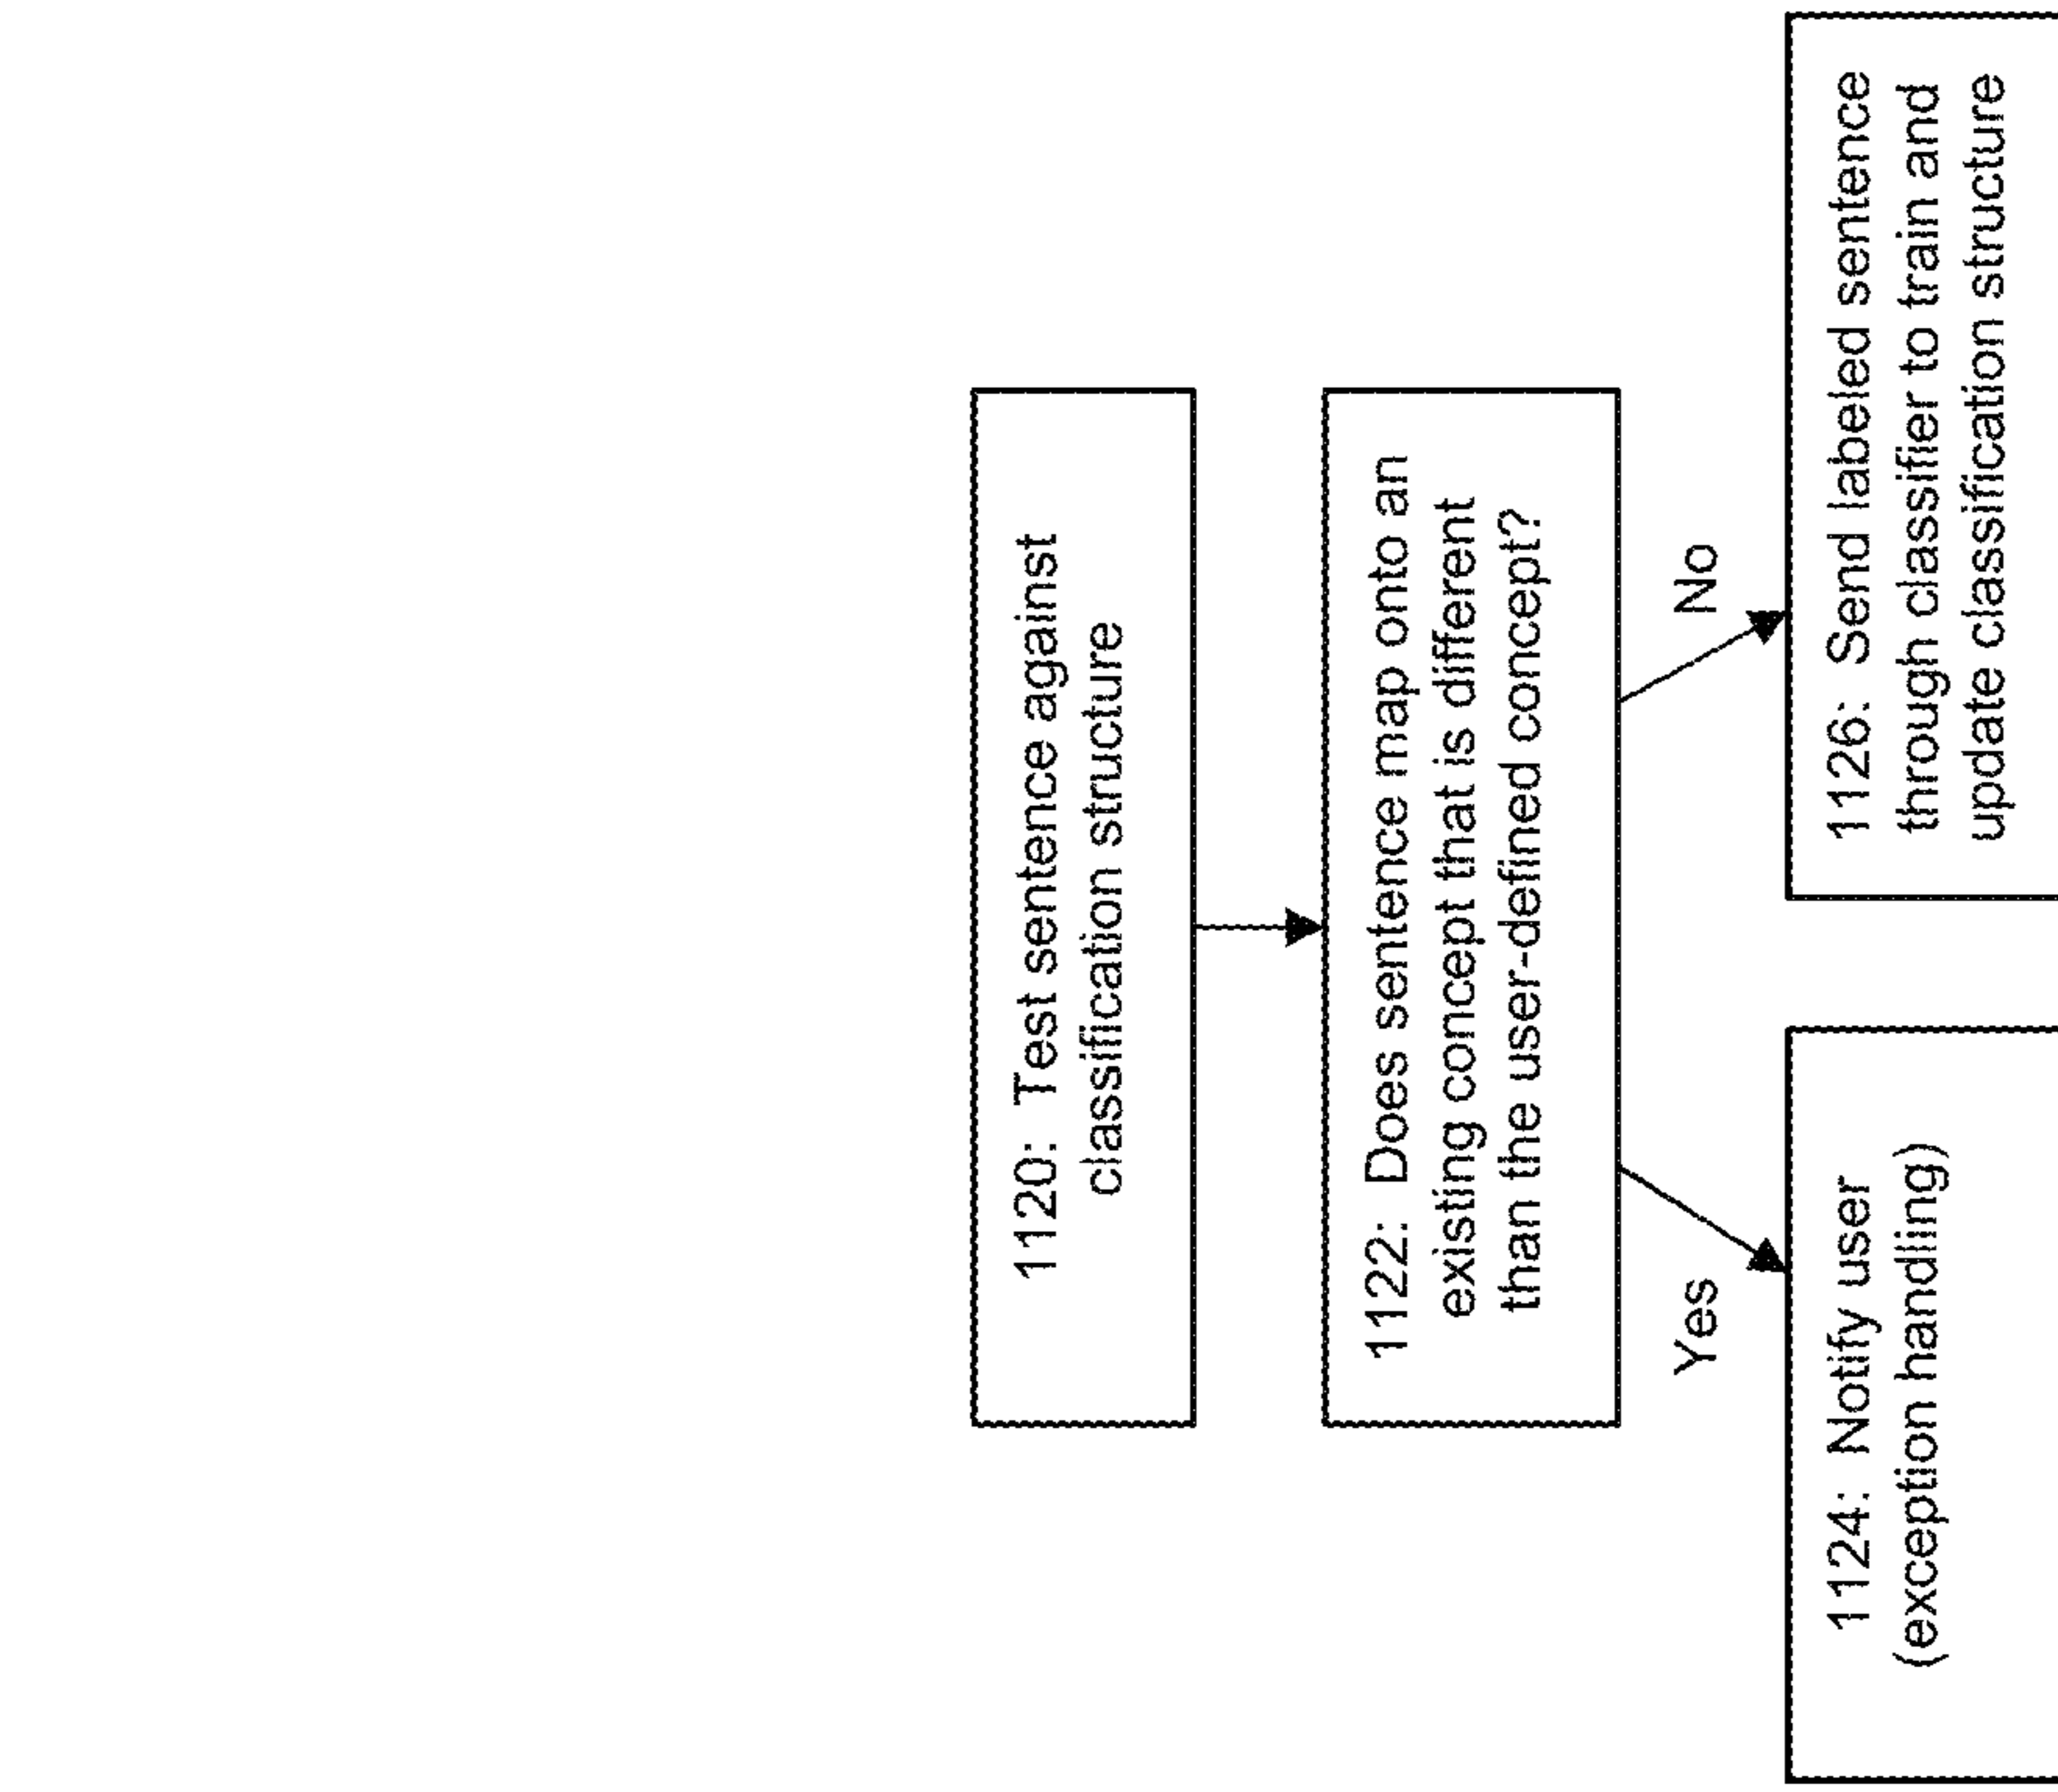 1120: Test sentence against
classification structure
1122: Does sentence map onto an
existing concept that is different
than the user-defined concept?
Yes
No
1124: Notify user
(exception handling)
1126: Send labeled sentence
through classifier to train and
update classification structure